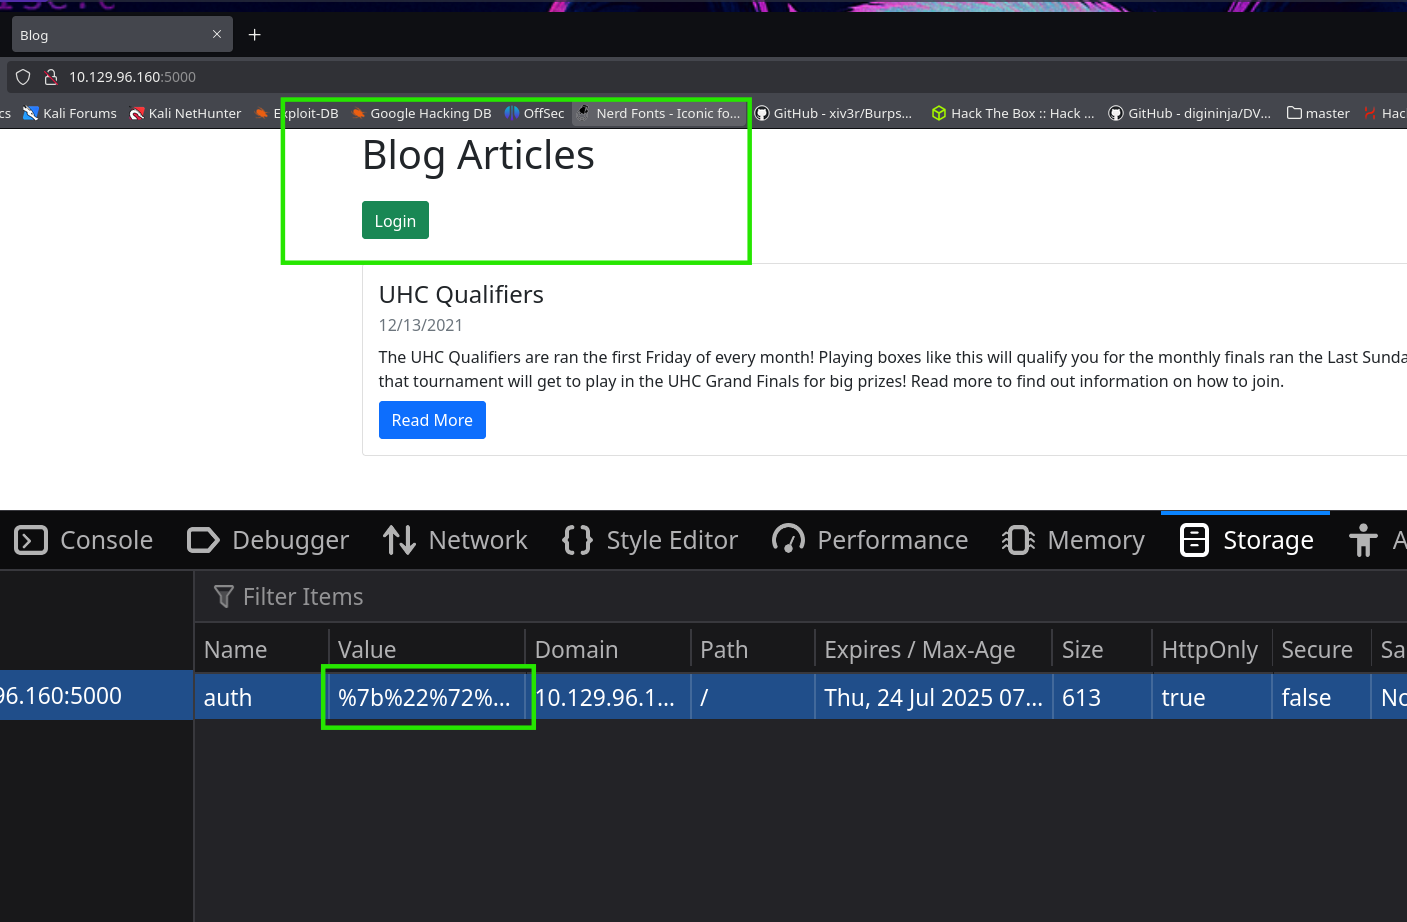 Blog
10.129.96.160:5000
cs Kali Forums Kali NetHunter Exploit-DB Google Hacking DB OffSec Nerd Fonts - Iconic fo... GitHub - xiv3r/Burps... Hack The Box :: Hack ... GitHub - digininja/DV... master Hac
Blog Articles
Login
UHC Qualifiers
12/13/2021
The UHC Qualifiers are ran the first Friday of every month! Playing boxes like this will qualify you for the monthly finals ran the Last Sunda
that tournament will get to play in the UHC Grand Finals for big prizes! Read more to find out information on how to join.
Read More
Console Debugger Network Style Editor Performance Memory Storage A
Filter Items
Name Value Domain Path Expires / Max-Age Size HttpOnly Secure Sa
96.160:5000 auth %7b%22%72%... 10.129.96.1... / Thu, 24 Jul 2025 07... 613 true false No